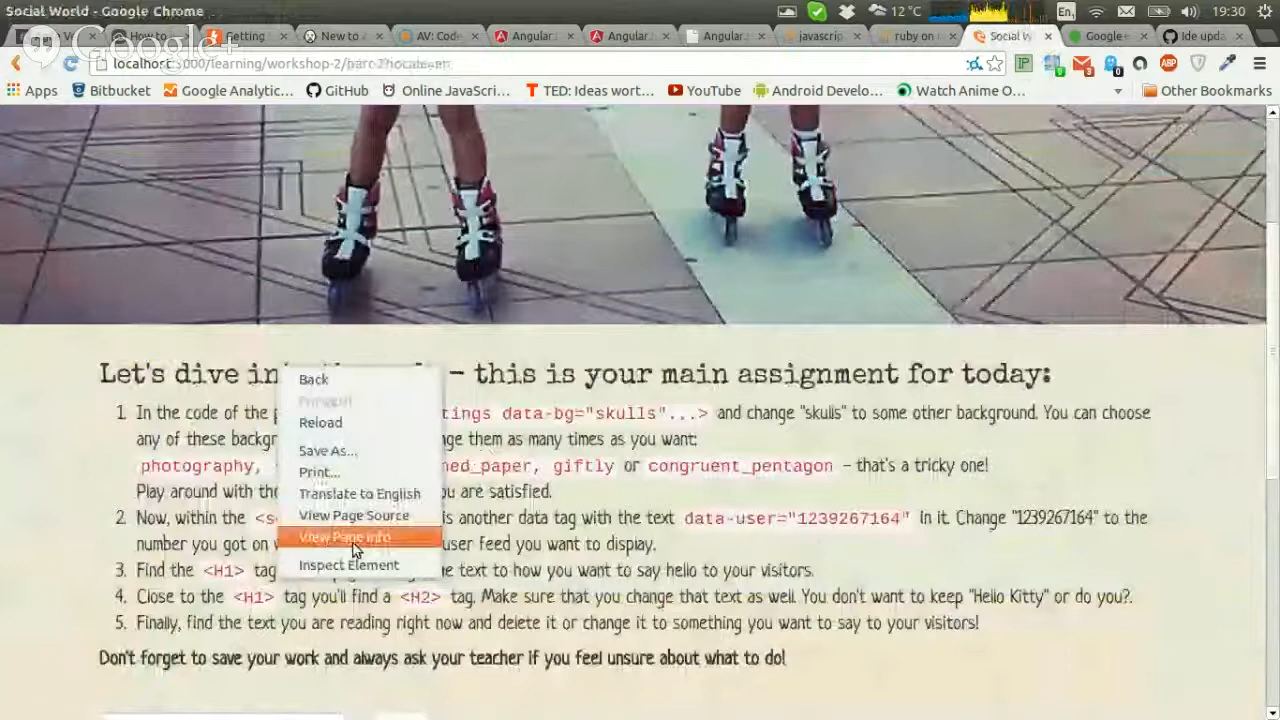 Social World - Google Chrome 12 °C En 19:30
Google+
How to Getting New to AV: Code Angular Angular Angular. javascrip ruby on Social W Google+ Ide upda
localhost:3000/learning/workshop-2/
Apps Bitbucket Google Analytic... GitHub Online JavaScri... TED: Ideas wort... YouTube Android Develo... Watch Anime O... Other Bookmarks
Let's dive in – this is your main assignment for today:
1. In the code of the tings data-bg="skulls"...> and change "skulls" to some other background. You can choose
any of these backgr ge them as many times as you want:
photography, ned_paper, giftly or congruent_pentagon – that's a tricky one!
Play around with the ou are satisfied.
2. Now, within the is another data tag with the text data-user="1239267164" in it. Change "1239267164" to the
number you got on user feed you want to display.
3. Find the <H1> tag the text to how you want to say hello to your visitors.
4. Close to the <H1> tag you'll find a <H2> tag. Make sure that you change that text as well. You don't want to keep "Hello Kitty" or do you?.
5. Finally, find the text you are reading right now and delete it or change it to something you want to say to your visitors!
Don't forget to save your work and always ask your teacher if you feel unsure about what to do!
Back
Forward
Reload
Save As...
Print...
Translate to English
View Page Source
View Page Info
Inspect Element